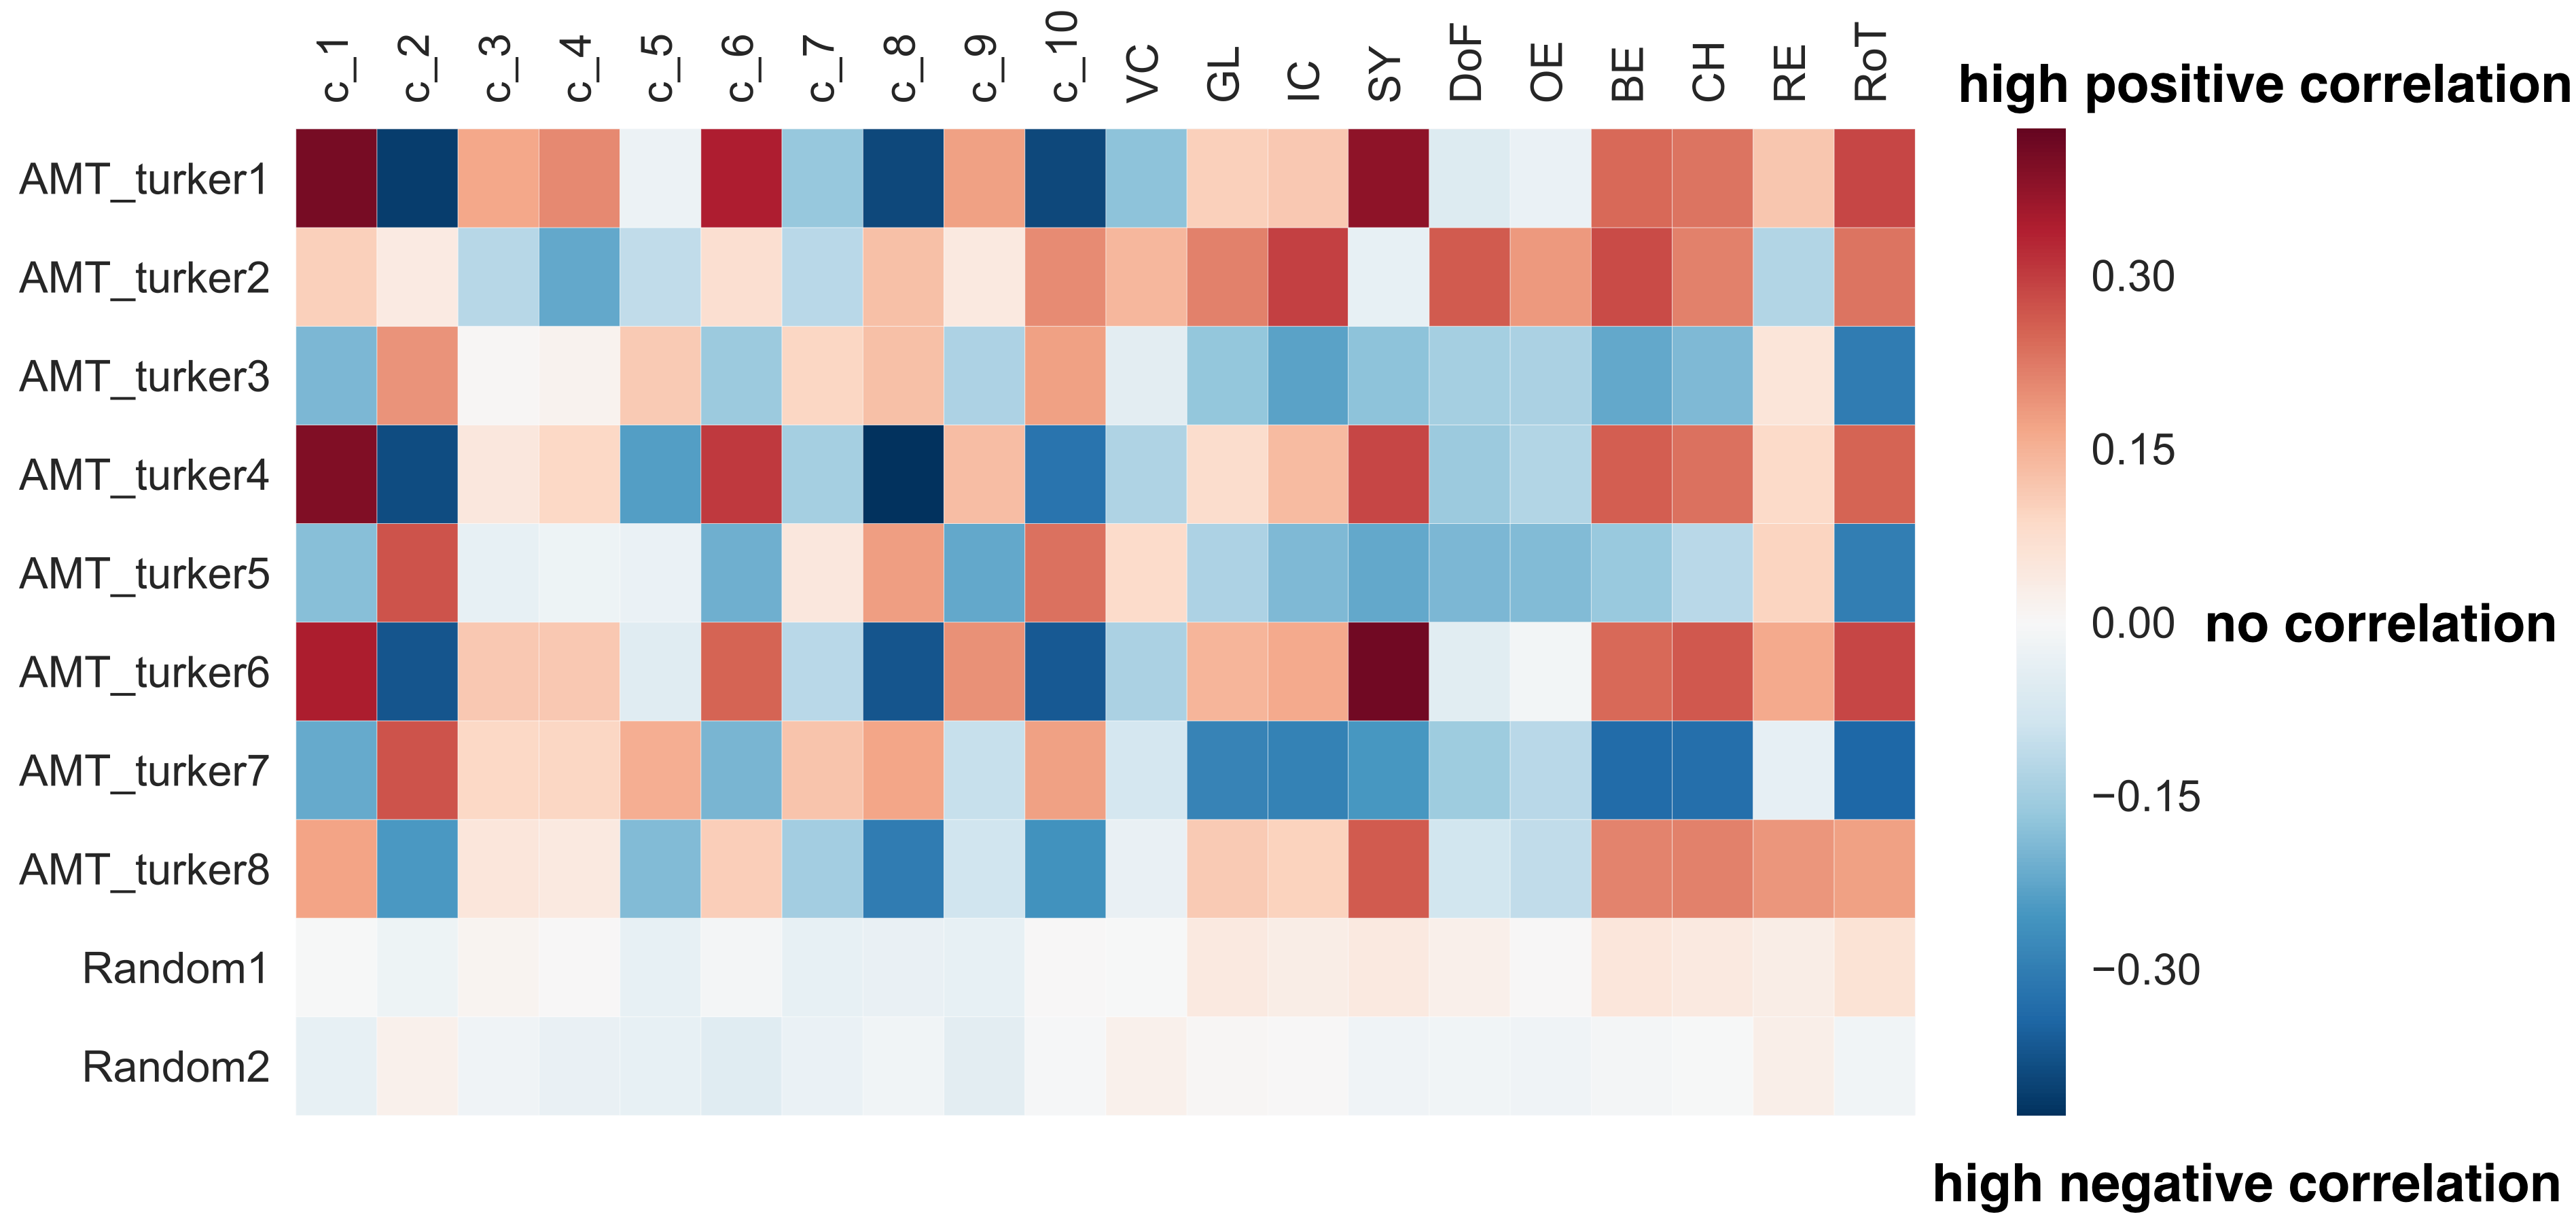 c_1 c_2 c_3 c_4 c_5 c_6 c_7 c_8 c_9 c_10 VC GL IC SY DoF OE BE CH RE RoT
high positive correlation
AMT_turker1
AMT_turker2
0.30
AMT_turker3
AMT_turker4
0.15
AMT_turker5
0.00 no correlation
AMT_turker6
AMT_turker7
−0.15
AMT_turker8
Random1
−0.30
Random2
high negative correlation